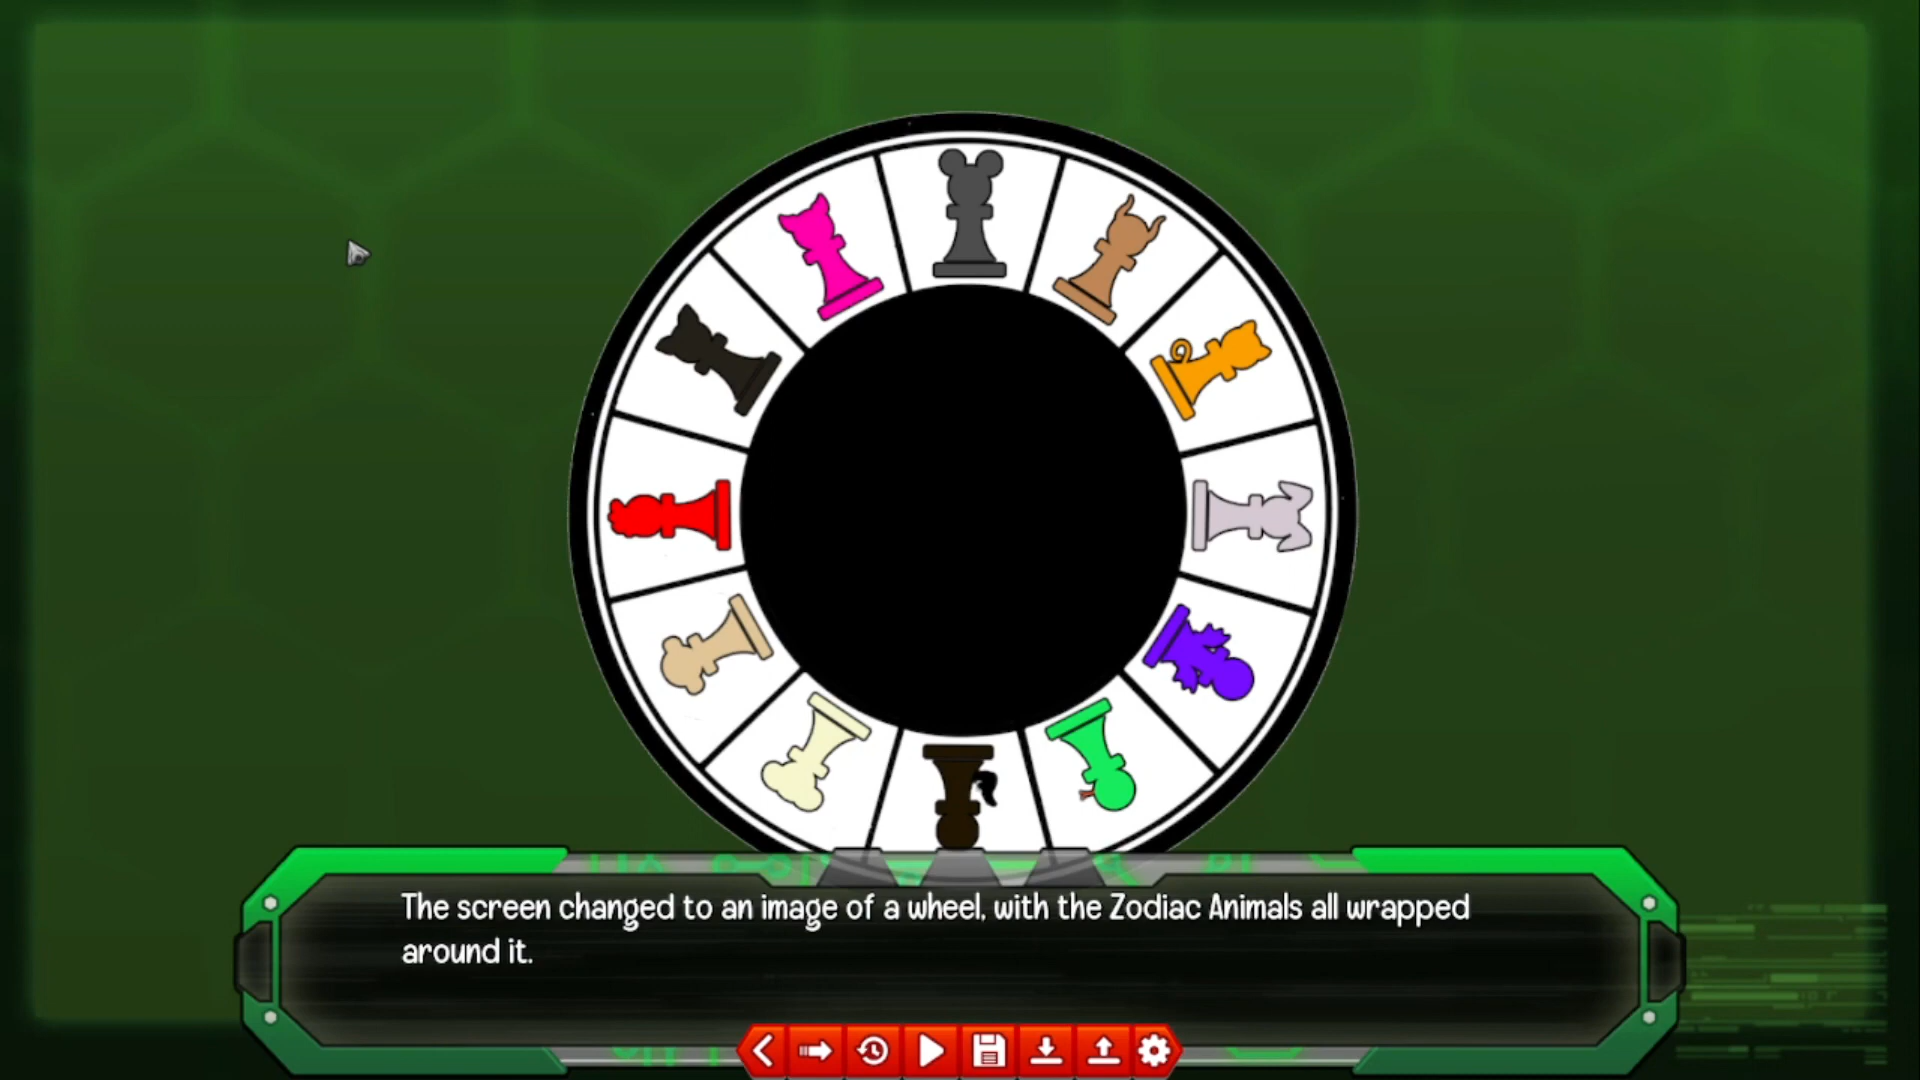 The screen changed to an image of a wheel, with the Zodiac Animals all wrapped
around it.